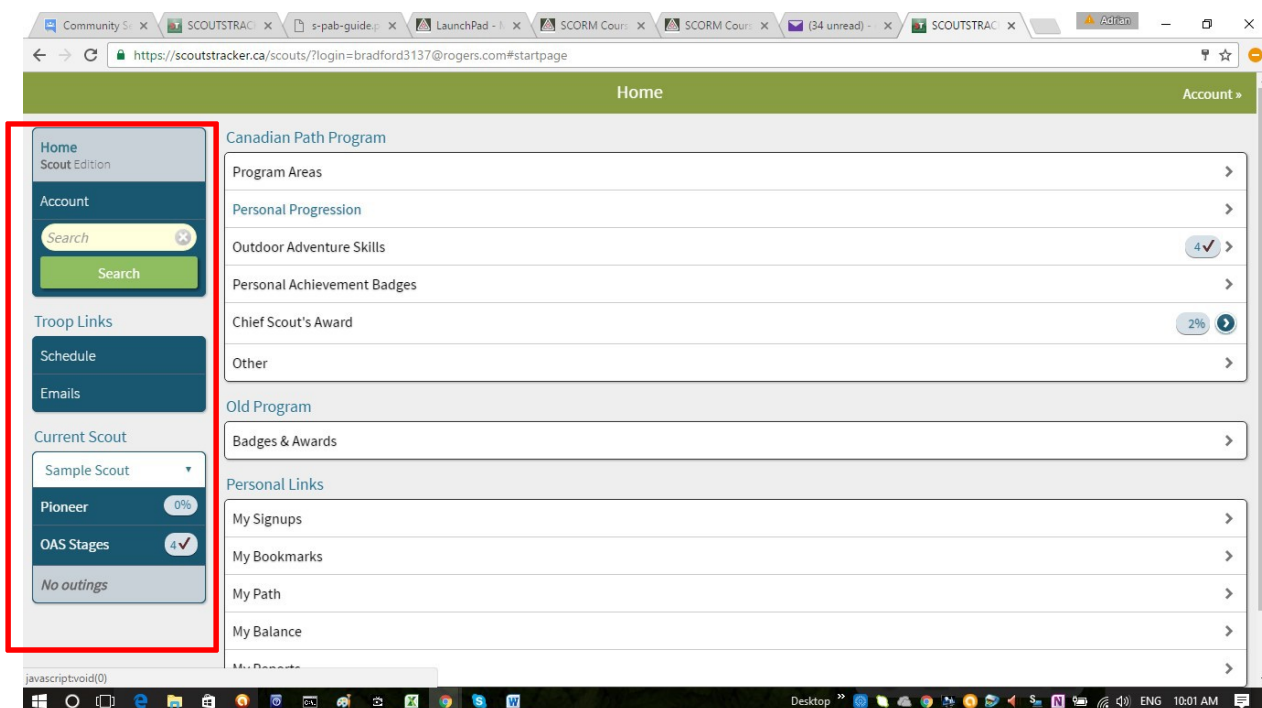 Community S
SCOUTSTRAC
s-pab-guide.p
LaunchPad -
SCORM Cour
SCORM Cour
(34 unread) -
SCOUTSTRAC
Adrian
https://scoutstracker.ca/scouts/?login=bradford3137@rogers.com#startpage
Home
Account »
Home
Scout Edition
Account
Search
Search
Troop Links
Schedule
Emails
Current Scout
Sample Scout
Pioneer 0%
OAS Stages 4✓
No outings
Canadian Path Program
Program Areas
Personal Progression
Outdoor Adventure Skills 4✓
Personal Achievement Badges
Chief Scout's Award 2%
Other
Old Program
Badges & Awards
Personal Links
My Signups
My Bookmarks
My Path
My Balance
My Reports
javascript:void(0)
Desktop » ENG 10:01 AM